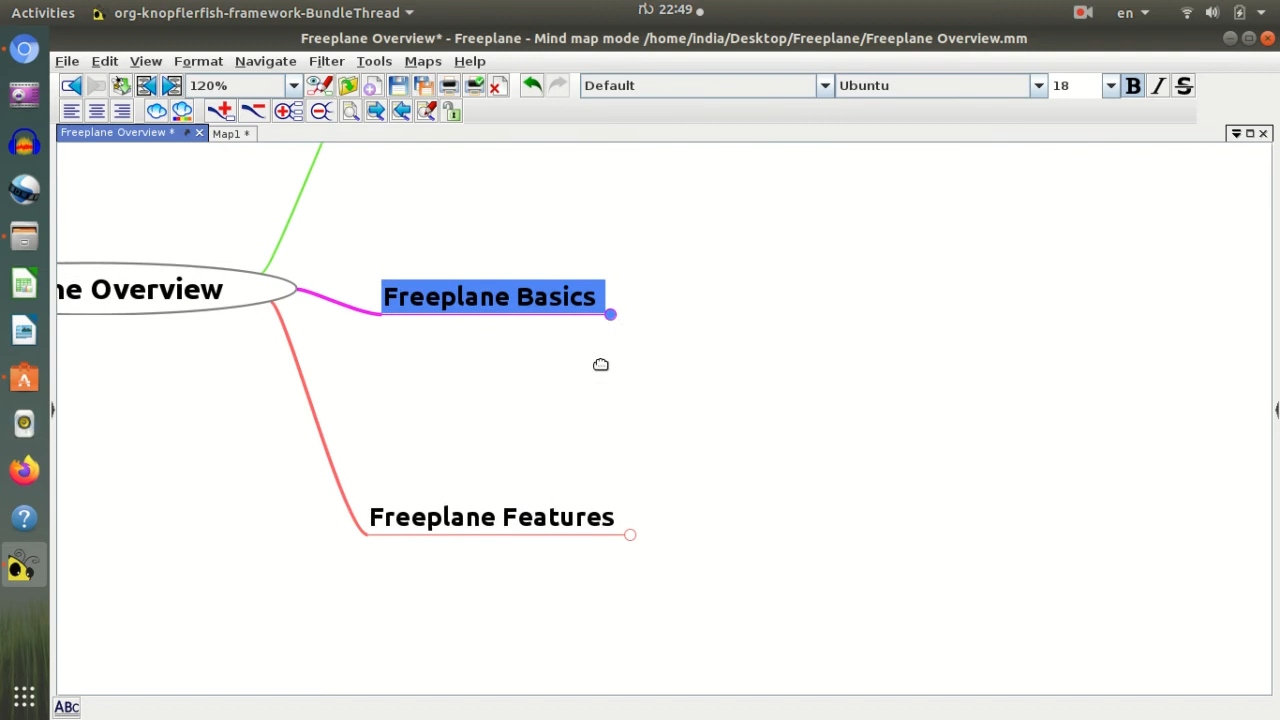 Activities
org-knopflerfish-framework-BundleThread
22:49
en
Freeplane Overview* - Freeplane - Mind map mode /home/india/Desktop/Freeplane/Freeplane Overview.mm
File Edit View Format Navigate Filter Tools Maps Help
120%
Default
Ubuntu
18
B I S
Freeplane Overview *
Map1 *
ne Overview
Freeplane Basics
Freeplane Features
ABc